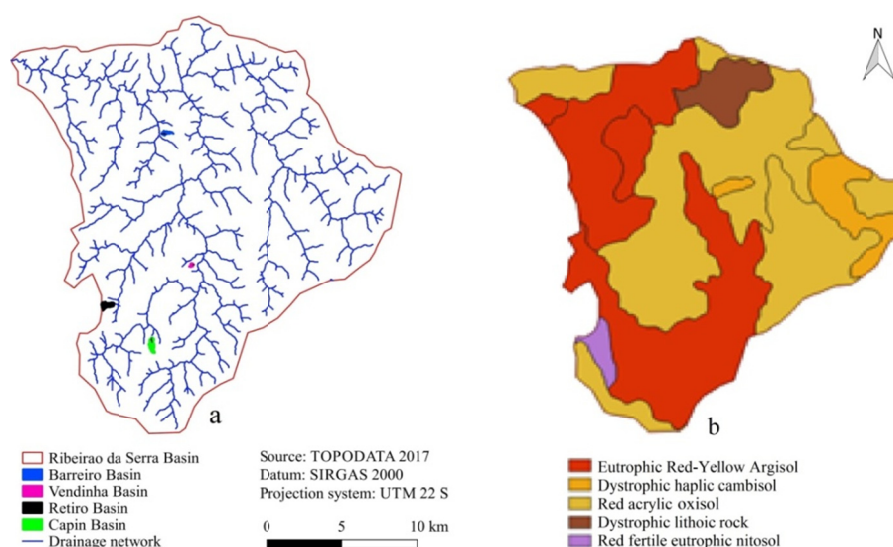 N
a
b
Ribeirao da Serra Basin
Barreiro Basin
Vendinha Basin
Retiro Basin
Capin Basin
Drainage network
Source: TOPODATA 2017
Datum: SIRGAS 2000
Projection system: UTM 22 S
0 5 10 km
Eutrophic Red-Yellow Argisol
Dystrophic haplic cambisol
Red acrylic oxisol
Dystrophic lithoic rock
Red fertile eutrophic nitosol